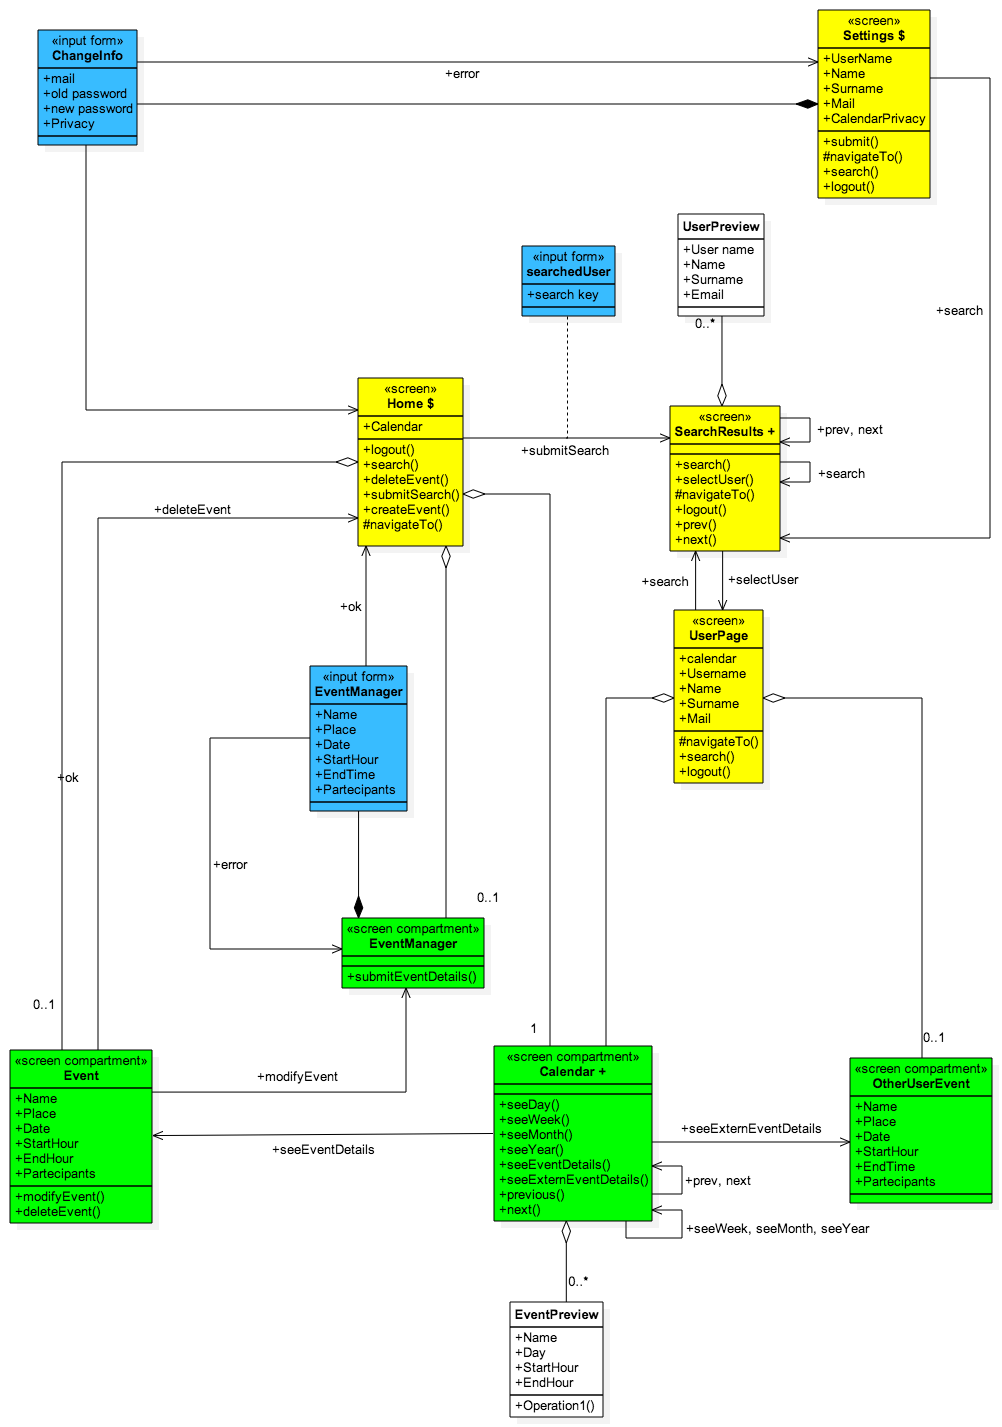 «input form»
ChangeInfo
+mail
+old password
+new password
+Privacy
+error
«screen»
Settings $
+UserName
+Name
+Surname
+Mail
+CalendarPrivacy
+submit()
#navigateTo()
+search()
+logout()
+search
«input form»
searchedUser
+search key
UserPreview
+User name
+Name
+Surname
+Email
0..*
«screen»
Home $
+Calendar
+logout()
+search()
+deleteEvent()
+submitSearch()
+createEvent()
#navigateTo()
+submitSearch
«screen»
SearchResults +
+search()
+selectUser()
#navigateTo()
+logout()
+prev()
+next()
+prev, next
+search
+deleteEvent
+ok
+search
+selectUser
«screen»
UserPage
+calendar
+Username
+Name
+Surname
+Mail
#navigateTo()
+search()
+logout()
«input form»
EventManager
+Name
+Place
+Date
+StartHour
+EndTime
+Partecipants
+ok
+error
0..1
«screen compartment»
EventManager
+submitEventDetails()
0..1
1
0..1
«screen compartment»
Event
+Name
+Place
+Date
+StartHour
+EndHour
+Partecipants
+modifyEvent()
+deleteEvent()
+modifyEvent
+seeEventDetails
«screen compartment»
Calendar +
+seeDay()
+seeWeek()
+seeMonth()
+seeYear()
+seeEventDetails()
+seeExternEventDetails()
+previous()
+next()
+seeExternEventDetails
+prev, next
+seeWeek, seeMonth, seeYear
«screen compartment»
OtherUserEvent
+Name
+Place
+Date
+StartHour
+EndTime
+Partecipants
0..*
EventPreview
+Name
+Day
+StartHour
+EndHour
+Operation1()